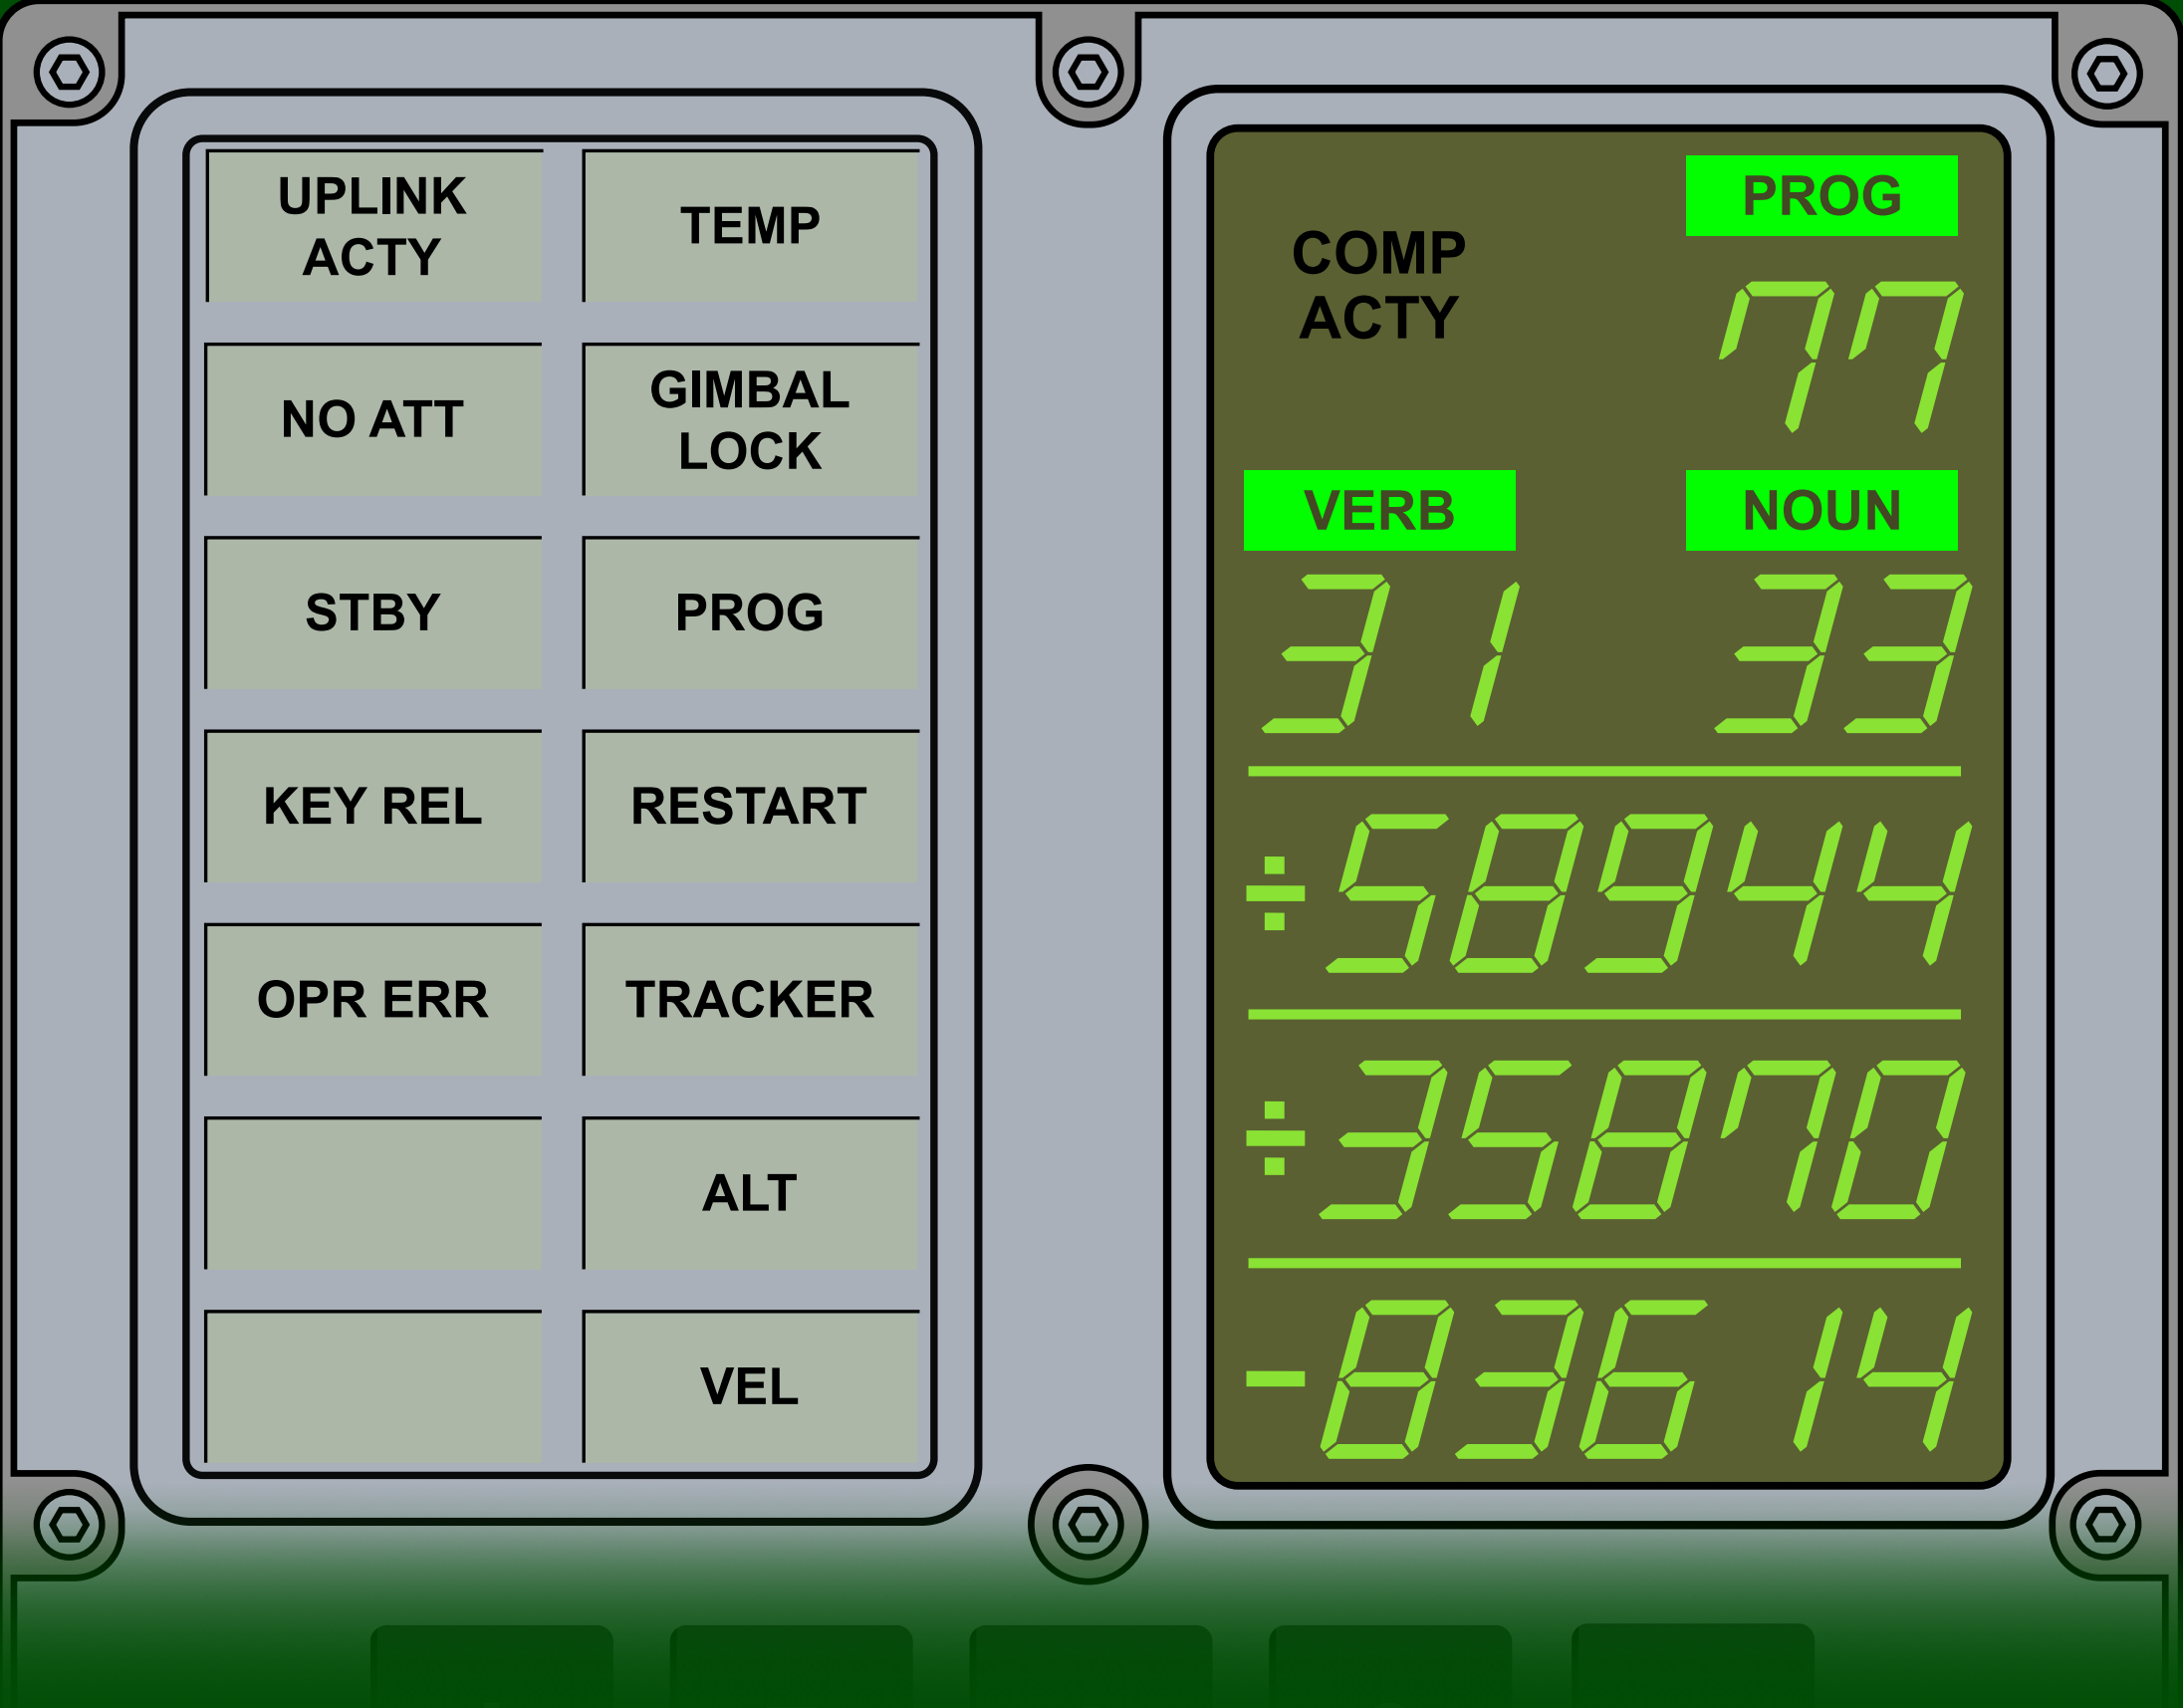 UPLINK
ACTY
TEMP
NO ATT
GIMBAL
LOCK
STBY
PROG
KEY REL
RESTART
OPR ERR
TRACKER
ALT
VEL
PROG
COMP
ACTY
77
VERB
NOUN
31
33
÷58944
÷35870
-83614